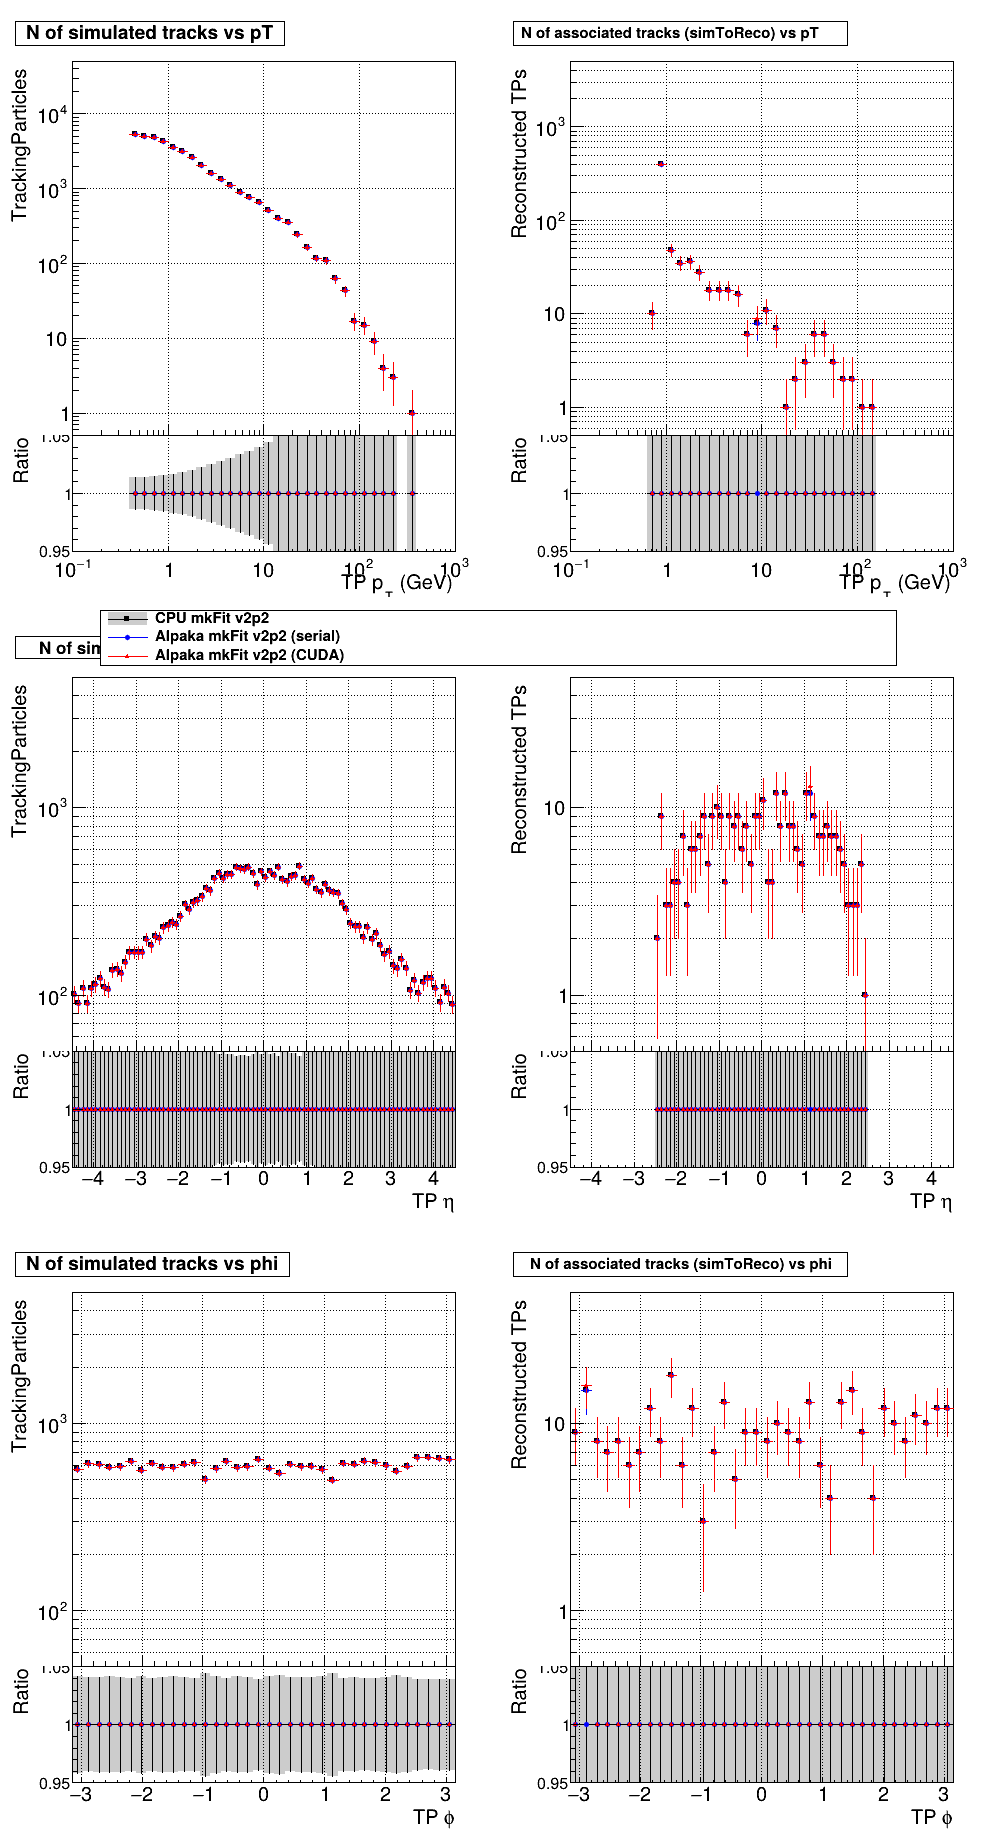 N of simulated tracks vs pT
TrackingParticles
10^4
10^3
10^2
10
1
1.05
Ratio
1
0.95
10^-1 1 10 10^2 10^3
TP p_T (GeV)
N of associated tracks (simToReco) vs pT
Reconstructed TPs
10^3
10^2
10
1
1.05
Ratio
1
0.95
10^-1 1 10 10^2 10^3
TP p_T (GeV)
CPU mkFit v2p2
Alpaka mkFit v2p2 (serial)
Alpaka mkFit v2p2 (CUDA)
N of sim
TrackingParticles
10^3
10^2
1.05
Ratio
1
0.95
−4 −3 −2 −1 0 1 2 3 4
TP η
Reconstructed TPs
10
1
1.05
Ratio
1
0.95
−4 −3 −2 −1 0 1 2 3 4
TP η
N of simulated tracks vs phi
TrackingParticles
10^3
10^2
1.05
Ratio
1
0.95
−3 −2 −1 0 1 2 3
TP ϕ
N of associated tracks (simToReco) vs phi
Reconstructed TPs
10
1
1.05
Ratio
1
0.95
−3 −2 −1 0 1 2 3
TP ϕ